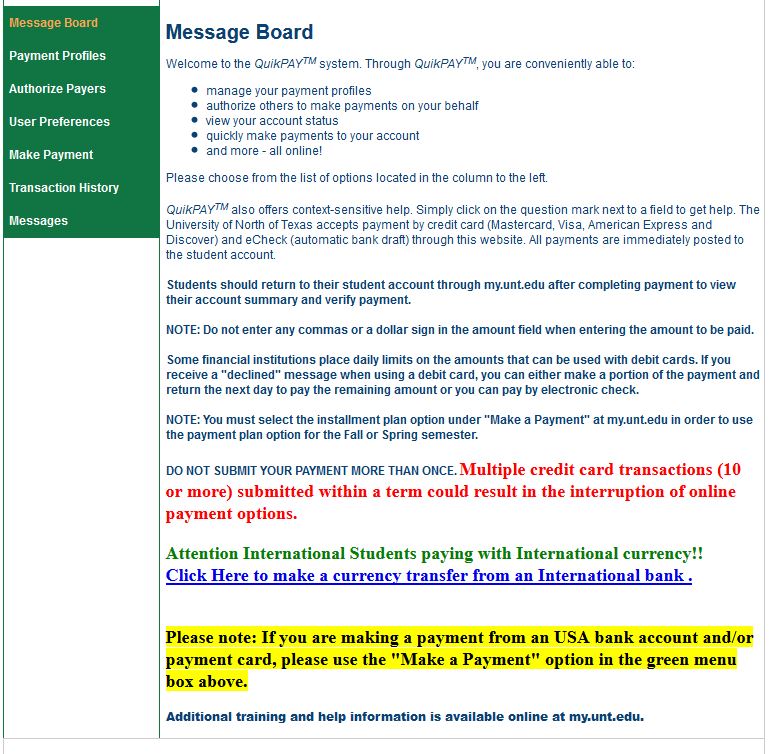 Message Board
Payment Profiles
Authorize Payers
User Preferences
Make Payment
Transaction History
Messages
Message Board
Welcome to the QuikPAY™ system. Through QuikPAY™, you are conveniently able to:
• manage your payment profiles
• authorize others to make payments on your behalf
• view your account status
• quickly make payments to your account
• and more - all online!
Please choose from the list of options located in the column to the left.
QuikPAY™ also offers context-sensitive help. Simply click on the question mark next to a field to get help. The
University of North of Texas accepts payment by credit card (Mastercard, Visa, American Express and
Discover) and eCheck (automatic bank draft) through this website. All payments are immediately posted to
the student account.
Students should return to their student account through my.unt.edu after completing payment to view
their account summary and verify payment.
NOTE: Do not enter any commas or a dollar sign in the amount field when entering the amount to be paid.
Some financial institutions place daily limits on the amounts that can be used with debit cards. If you
receive a "declined" message when using a debit card, you can either make a portion of the payment and
return the next day to pay the remaining amount or you can pay by electronic check.
NOTE: You must select the installment plan option under "Make a Payment" at my.unt.edu in order to use
the payment plan option for the Fall or Spring semester.
DO NOT SUBMIT YOUR PAYMENT MORE THAN ONCE. Multiple credit card transactions (10
or more) submitted within a term could result in the interruption of online
payment options.
Attention International Students paying with International currency!!
Click Here to make a currency transfer from an International bank .
Please note: If you are making a payment from an USA bank account and/or
payment card, please use the "Make a Payment" option in the green menu
box above.
Additional training and help information is available online at my.unt.edu.